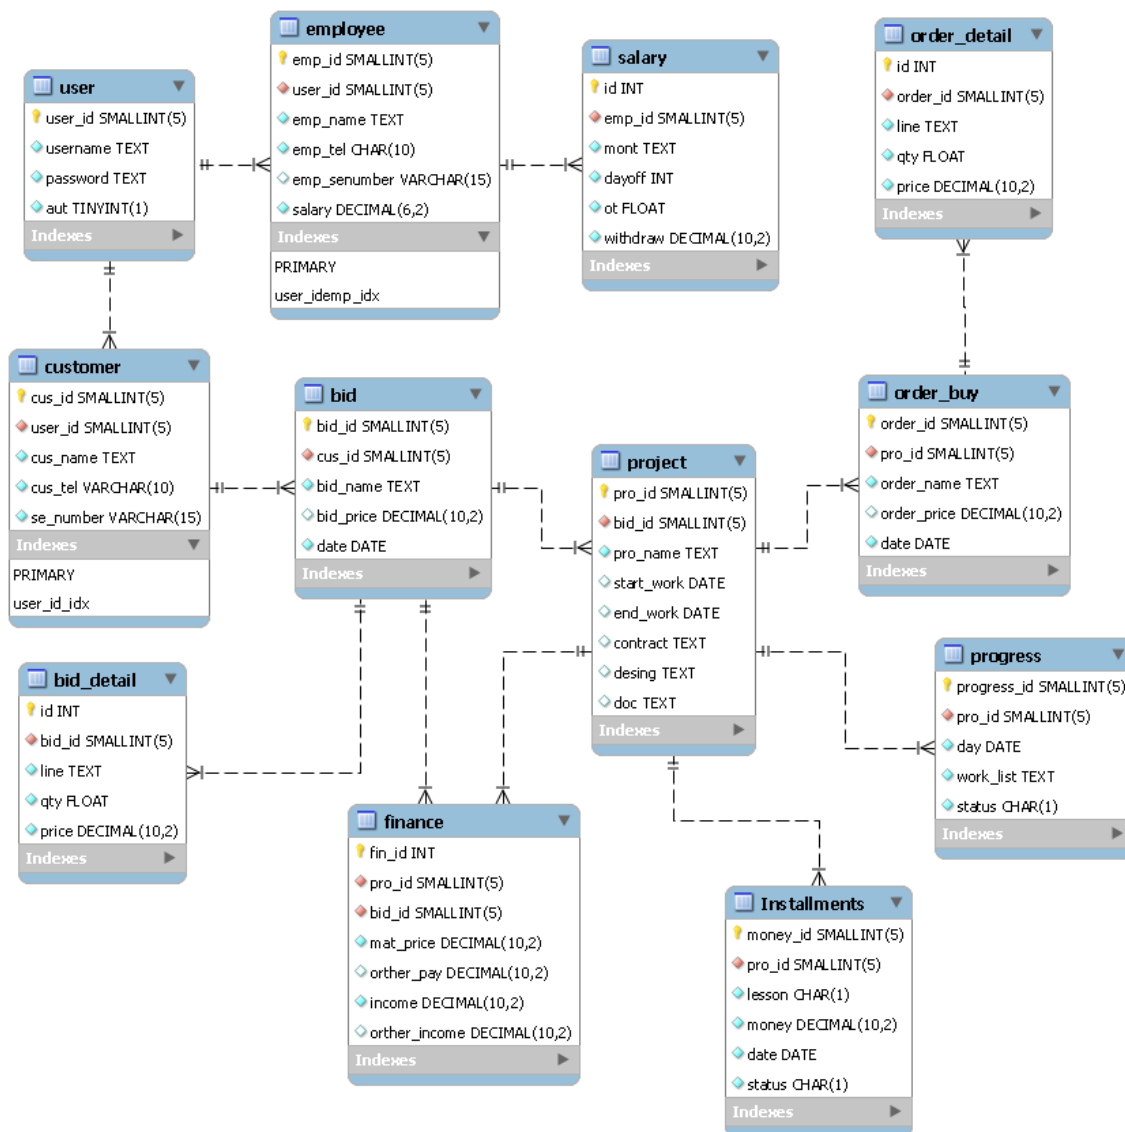 employee
emp_id SMALLINT(5)
user_id SMALLINT(5)
emp_name TEXT
emp_tel CHAR(10)
emp_senumber VARCHAR(15)
salary DECIMAL(6,2)
Indexes
PRIMARY
user_idemp_idx
order_detail
id INT
order_id SMALLINT(5)
line TEXT
qty FLOAT
price DECIMAL(10,2)
Indexes
salary
id INT
emp_id SMALLINT(5)
mont TEXT
dayoff INT
ot FLOAT
withdraw DECIMAL(10,2)
Indexes
user
user_id SMALLINT(5)
username TEXT
password TEXT
aut TINYINT(1)
Indexes
customer
cus_id SMALLINT(5)
user_id SMALLINT(5)
cus_name TEXT
cus_tel VARCHAR(10)
se_number VARCHAR(15)
Indexes
PRIMARY
user_id_idx
bid
bid_id SMALLINT(5)
cus_id SMALLINT(5)
bid_name TEXT
bid_price DECIMAL(10,2)
date DATE
Indexes
order_buy
order_id SMALLINT(5)
pro_id SMALLINT(5)
order_name TEXT
order_price DECIMAL(10,2)
date DATE
Indexes
project
pro_id SMALLINT(5)
bid_id SMALLINT(5)
pro_name TEXT
start_work DATE
end_work DATE
contract TEXT
desing TEXT
doc TEXT
Indexes
progress
progress_id SMALLINT(5)
pro_id SMALLINT(5)
day DATE
work_list TEXT
status CHAR(1)
Indexes
bid_detail
id INT
bid_id SMALLINT(5)
line TEXT
qty FLOAT
price DECIMAL(10,2)
Indexes
finance
fin_id INT
pro_id SMALLINT(5)
bid_id SMALLINT(5)
mat_price DECIMAL(10,2)
orther_pay DECIMAL(10,2)
income DECIMAL(10,2)
orther_income DECIMAL(10,2)
Indexes
Installments
money_id SMALLINT(5)
pro_id SMALLINT(5)
lesson CHAR(1)
money DECIMAL(10,2)
date DATE
status CHAR(1)
Indexes